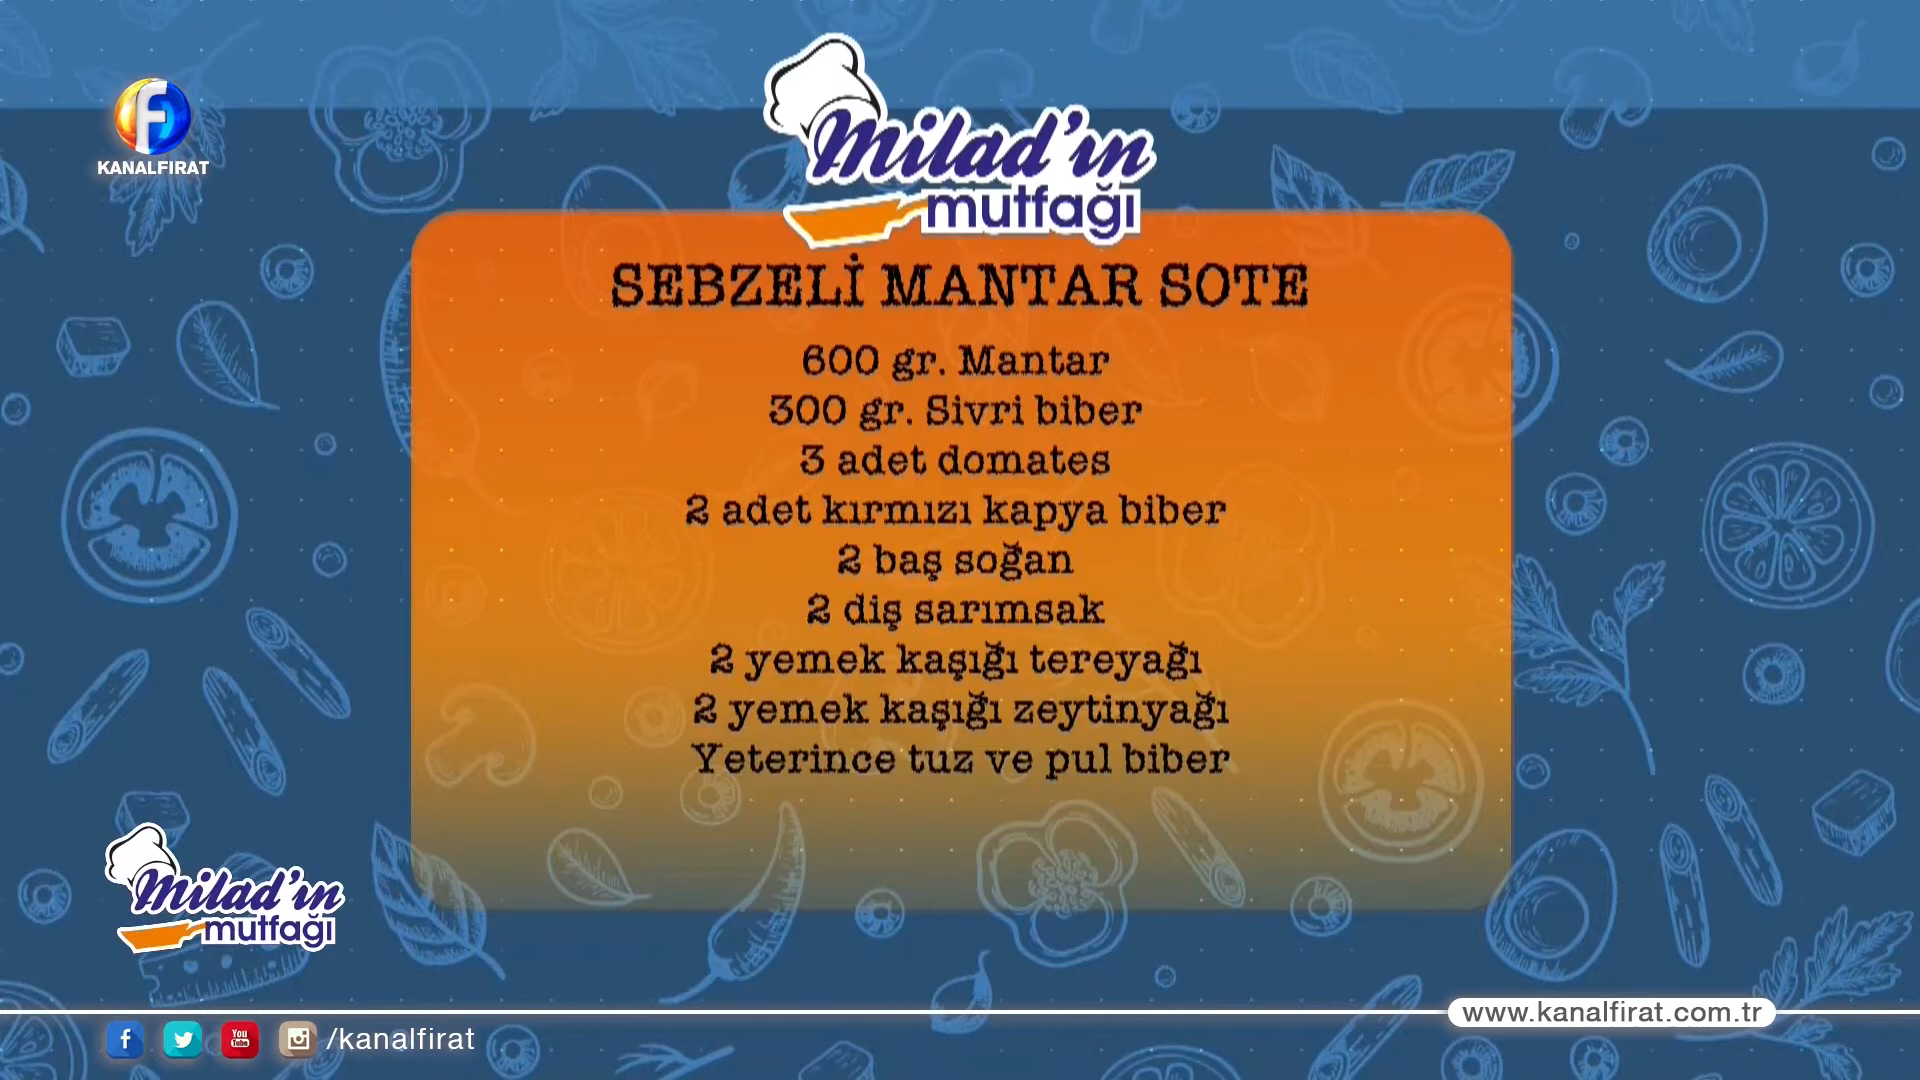 KANALFIRAT
Milad'ın
mutfağı
SEBZELİ MANTAR SOTE
600 gr. Mantar
300 gr. Sivri biber
3 adet domates
2 adet kırmızı kapya biber
2 baş soğan
2 diş sarımsak
2 yemek kaşığı tereyağı
2 yemek kaşığı zeytinyağı
Yeterince tuz ve pul biber
Milad'ın
mutfağı
www.kanalfirat.com.tr
You
Tube
/kanalfirat